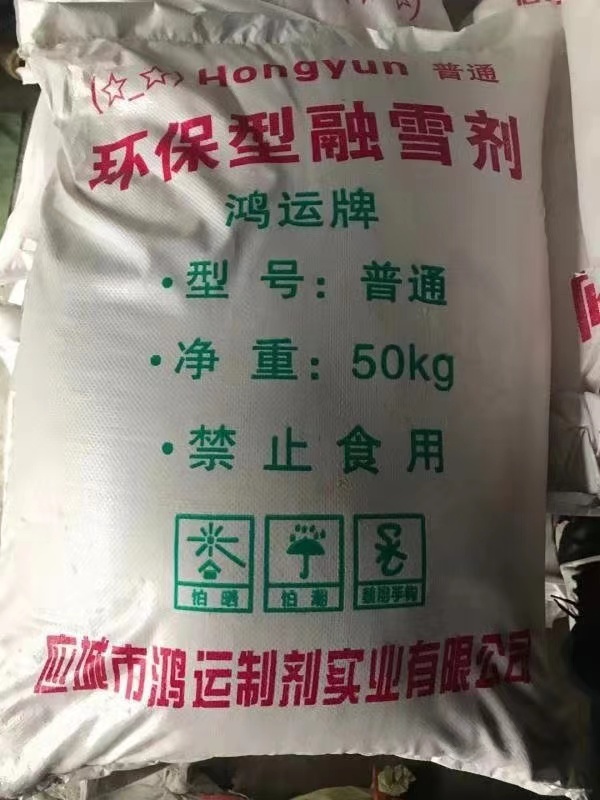 Hongyun 普通
环保型融雪剂
鸿运牌
·型号：普通
·净重：50kg
·禁止食用
怕晒 怕潮 禁用手钩
应城市鸿运制剂实业有限公司